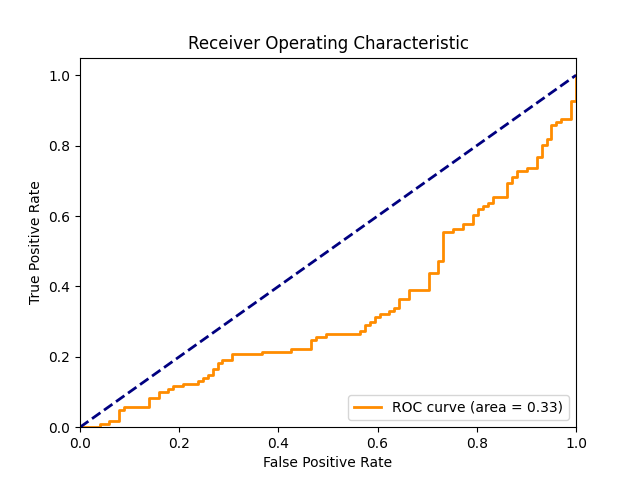 Receiver Operating Characteristic
True Positive Rate
1.0
0.8
0.6
0.4
0.2
0.0
ROC curve (area = 0.33)
0.0 0.2 0.4 0.6 0.8 1.0
False Positive Rate